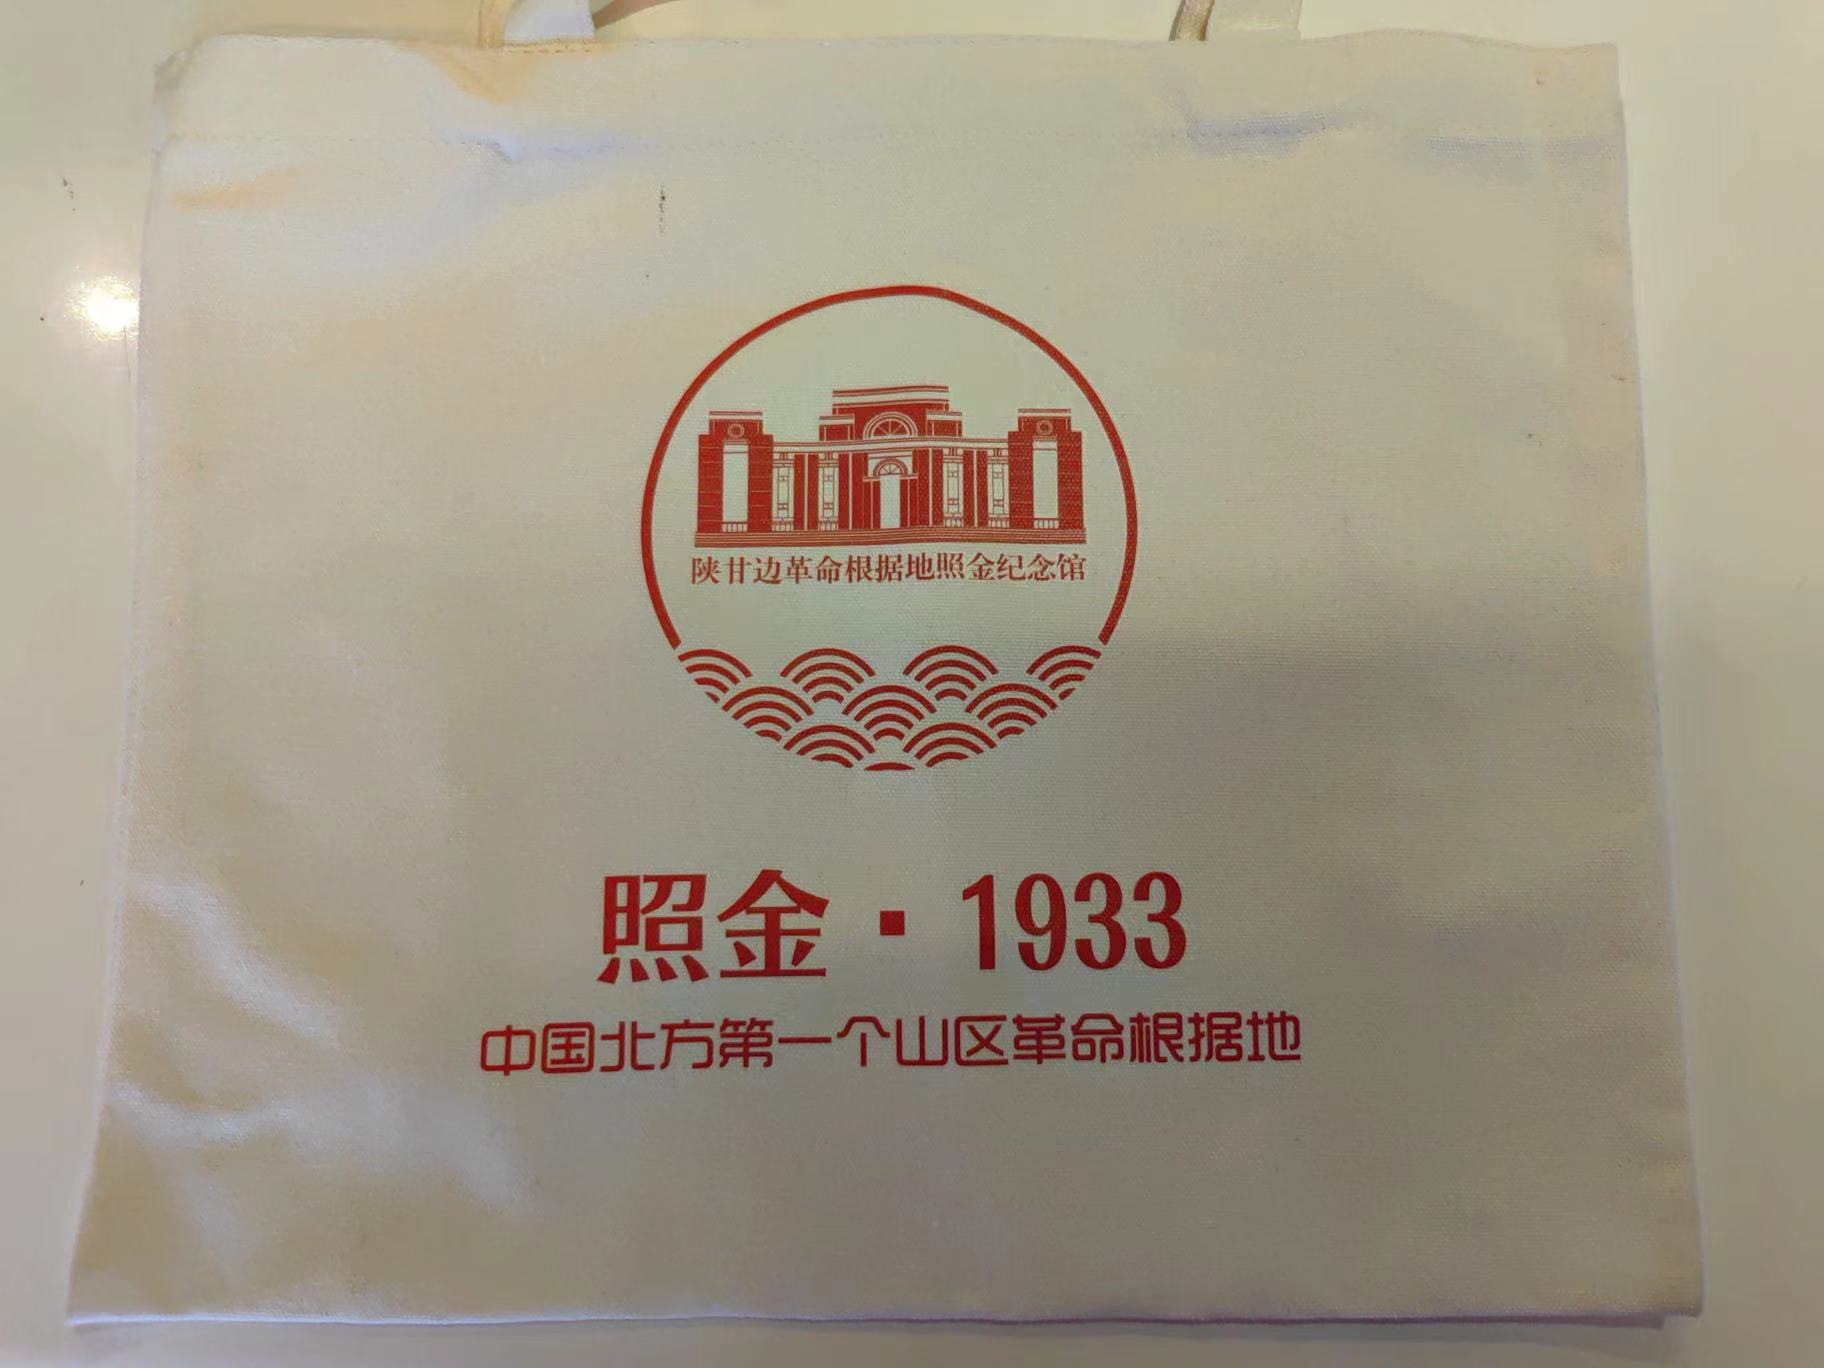 陕甘边革命根据地照金纪念馆
照金·1933
中国北方第一个山区革命根据地